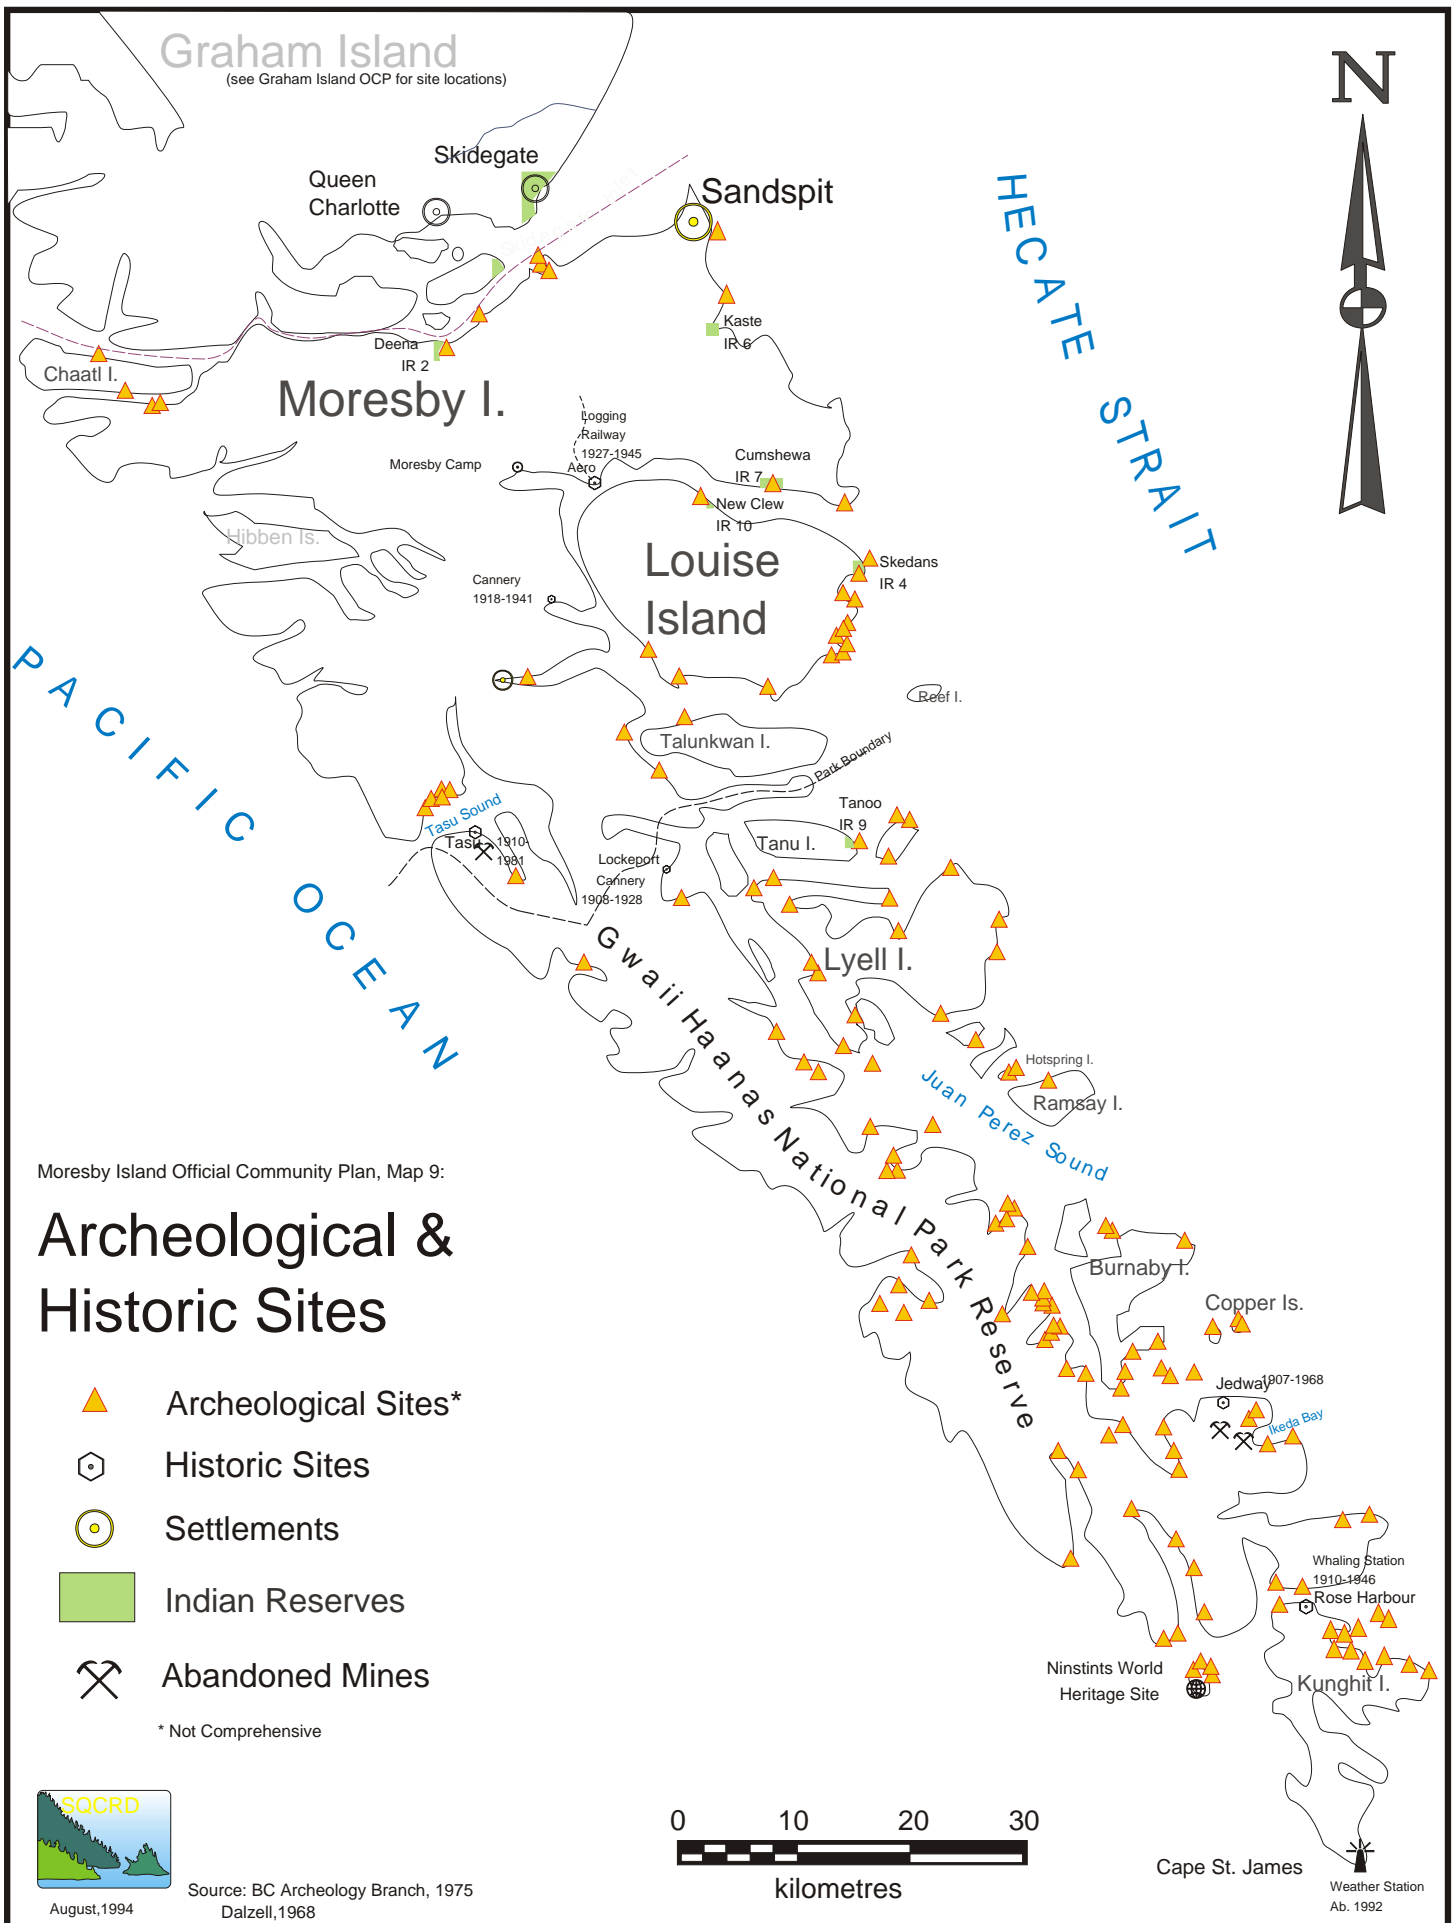 Graham Island
(see Graham Island OCP for site locations)
N
Skidegate
Queen
Charlotte
Sandspit
HECATE STRAIT
Kaste
IR 6
Deena
IR 2
Chaatl I.
Moresby I.
Logging
Railway
1927-1945
Aero
Moresby Camp
Cumshewa
IR 7
New Clew
IR 10
Hibben Is.
Louise
Island
Skedans
IR 4
Cannery
1918-1941
PACIFIC OCEAN
Reef I.
Talunkwan I.
Park Boundary
Tasu Sound
Tasu
1910-
1981
Tanoo
IR 9
Tanu I.
Lockeport
Cannery
1908-1928
Gwaii Haanas National Park Reserve
Lyell I.
Hotspring I.
Ramsay I.
Juan Perez Sound
Moresby Island Official Community Plan, Map 9:
Archeological &
Historic Sites
Burnaby I.
Copper Is.
Jedway
1907-1968
Ikeda Bay
Archeological Sites*
Historic Sites
Settlements
Indian Reserves
Abandoned Mines
* Not Comprehensive
Whaling Station
1910-1946
Rose Harbour
Ninstints World
Heritage Site
Kunghit I.
SQCRD
August,1994
Source: BC Archeology Branch, 1975
Dalzell,1968
0 10 20 30
kilometres
Cape St. James
Weather Station
Ab. 1992